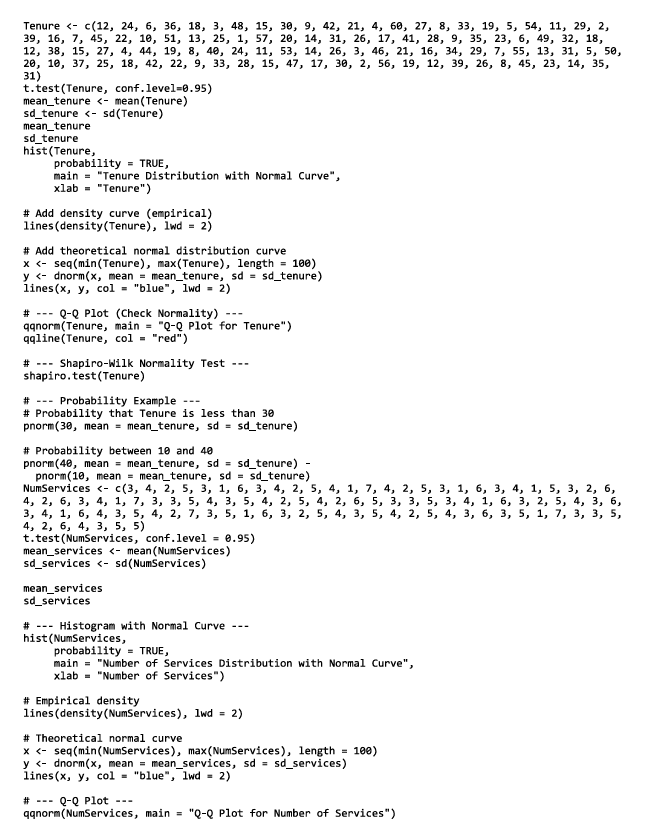 Tenure <- c(12, 24, 6, 36, 18, 3, 48, 15, 30, 9, 42, 21, 4, 60, 27, 8, 33, 19, 5, 54, 11, 29, 2,
39, 16, 7, 45, 22, 10, 51, 13, 25, 1, 57, 20, 14, 31, 26, 17, 41, 28, 9, 35, 23, 6, 49, 32, 18,
12, 38, 15, 27, 4, 44, 19, 8, 40, 24, 11, 53, 14, 26, 3, 46, 21, 16, 34, 29, 7, 55, 13, 31, 5, 50,
20, 10, 37, 25, 18, 42, 22, 9, 33, 28, 15, 47, 17, 30, 2, 56, 19, 12, 39, 26, 8, 45, 23, 14, 35,
31)
t.test(Tenure, conf.level=0.95)
mean_tenure <- mean(Tenure)
sd_tenure <- sd(Tenure)
mean_tenure
sd_tenure
hist(Tenure,
     probability = TRUE,
     main = "Tenure Distribution with Normal Curve",
     xlab = "Tenure")

# Add density curve (empirical)
lines(density(Tenure), lwd = 2)

# Add theoretical normal distribution curve
x <- seq(min(Tenure), max(Tenure), length = 100)
y <- dnorm(x, mean = mean_tenure, sd = sd_tenure)
lines(x, y, col = "blue", lwd = 2)

# --- Q-Q Plot (Check Normality) ---
qqnorm(Tenure, main = "Q-Q Plot for Tenure")
qqline(Tenure, col = "red")

# --- Shapiro-Wilk Normality Test ---
shapiro.test(Tenure)

# --- Probability Example ---
# Probability that Tenure is less than 30
pnorm(30, mean = mean_tenure, sd = sd_tenure)

# Probability between 10 and 40
pnorm(40, mean = mean_tenure, sd = sd_tenure) -
  pnorm(10, mean = mean_tenure, sd = sd_tenure)
NumServices <- c(3, 4, 2, 5, 3, 1, 6, 3, 4, 2, 5, 4, 1, 7, 4, 2, 5, 3, 1, 6, 3, 4, 1, 5, 3, 2, 6,
4, 2, 6, 3, 4, 1, 7, 3, 3, 5, 4, 3, 5, 4, 2, 5, 4, 2, 6, 5, 3, 3, 5, 3, 4, 1, 6, 3, 2, 5, 4, 3, 6,
3, 4, 1, 6, 4, 3, 5, 4, 2, 7, 3, 5, 1, 6, 3, 2, 5, 4, 3, 5, 4, 2, 5, 4, 3, 6, 3, 5, 1, 7, 3, 3, 5,
4, 2, 6, 4, 3, 5, 5)
t.test(NumServices, conf.level = 0.95)
mean_services <- mean(NumServices)
sd_services <- sd(NumServices)

mean_services
sd_services

# --- Histogram with Normal Curve ---
hist(NumServices,
     probability = TRUE,
     main = "Number of Services Distribution with Normal Curve",
     xlab = "Number of Services")

# Empirical density
lines(density(NumServices), lwd = 2)

# Theoretical normal curve
x <- seq(min(NumServices), max(NumServices), length = 100)
y <- dnorm(x, mean = mean_services, sd = sd_services)
lines(x, y, col = "blue", lwd = 2)

# --- Q-Q Plot ---
qqnorm(NumServices, main = "Q-Q Plot for Number of Services")